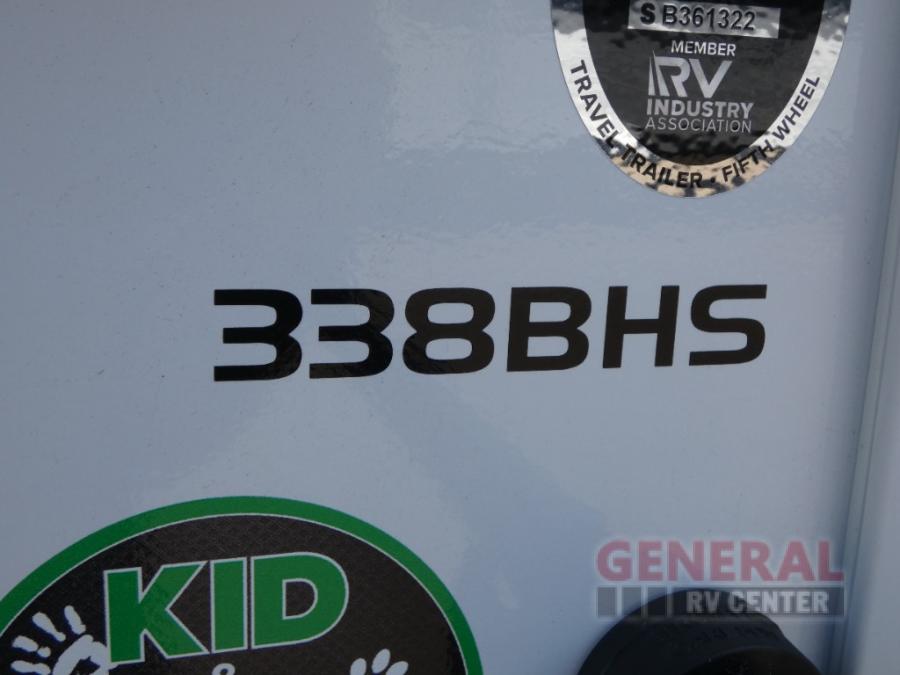 S B361322
MEMBER
RV
INDUSTRY
ASSOCIATION
TRAVEL TRAILER • FIFTH WHEEL
338BHS
KID
&
GENERAL
RV CENTER